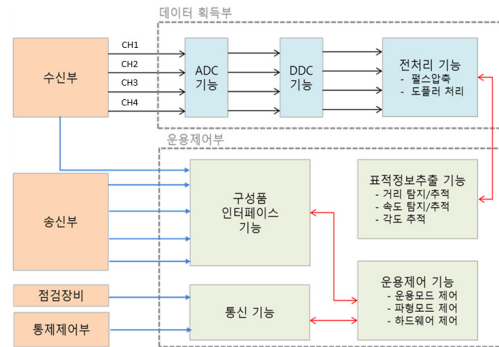 데이터 획득부
수신부
CH1
CH2
CH3
CH4
ADC
기능
DDC
기능
전처리 기능
- 펄스압축
- 도플러 처리
운용제어부
송신부
구성품
인터페이스
기능
표적정보추출 기능
- 거리 탐지/추적
- 속도 탐지/추적
- 각도 추적
점검장비
통제제어부
통신 기능
운용제어 기능
- 운용모드 제어
- 파형모드 제어
- 하드웨어 제어